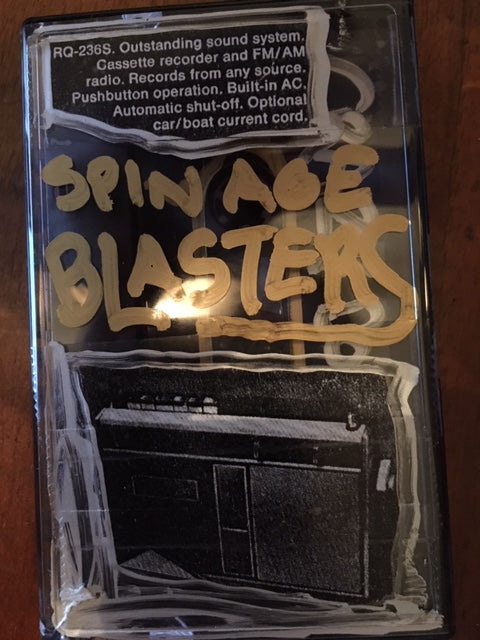 RQ-236S. Outstanding sound system.
Cassette recorder and FM/AM
radio. Records from any source.
Pushbutton operation. Built-in AC.
Automatic shut-off. Optional
car/boat current cord.
SPIN AGE
BLASTERS